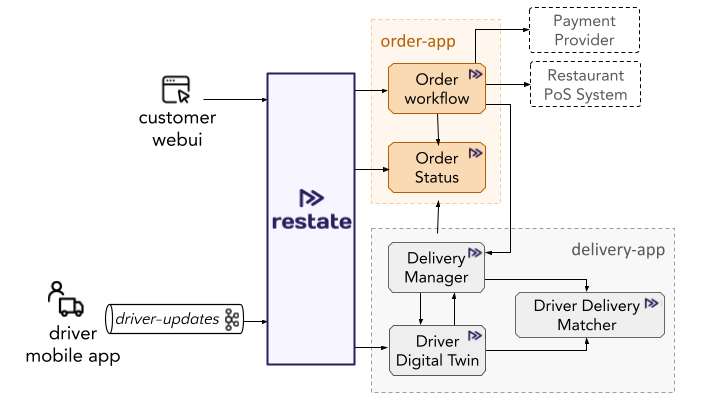 order-app
Payment
Provider
Order
workflow
Restaurant
PoS System
customer
webui
Order
Status
restate
delivery-app
Delivery
Manager
driver-updates
Driver Delivery
Matcher
driver
mobile app
Driver
Digital Twin